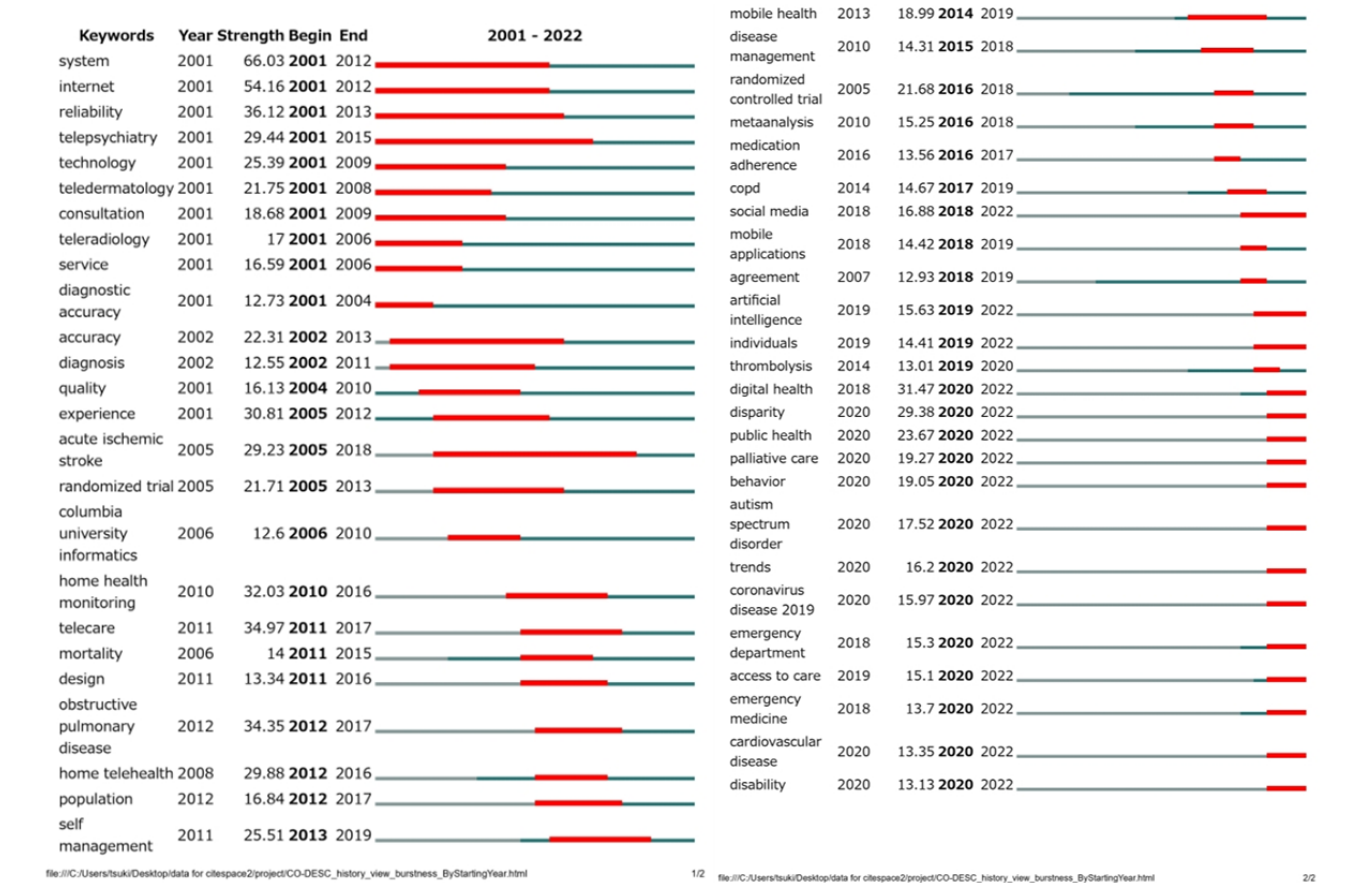 Keywords Year Strength Begin End 2001 - 2022
system 2001 66.03 2001 2012
internet 2001 54.16 2001 2012
reliability 2001 36.12 2001 2013
telepsychiatry 2001 29.44 2001 2015
technology 2001 25.39 2001 2009
teledermatology 2001 21.75 2001 2008
consultation 2001 18.68 2001 2009
teleradiology 2001 17 2001 2006
service 2001 16.59 2001 2006
diagnostic
accuracy 2001 12.73 2001 2004
accuracy 2002 22.31 2002 2013
diagnosis 2002 12.55 2002 2011
quality 2001 16.13 2004 2010
experience 2001 30.81 2005 2012
acute ischemic
stroke 2005 29.23 2005 2018
randomized trial 2005 21.71 2005 2013
columbia
university 2006 12.6 2006 2010
informatics
home health
monitoring 2010 32.03 2010 2016
telecare 2011 34.97 2011 2017
mortality 2006 14 2011 2015
design 2011 13.34 2011 2016
obstructive
pulmonary 2012 34.35 2012 2017
disease
home telehealth 2008 29.88 2012 2016
population 2012 16.84 2012 2017
self
management 2011 25.51 2013 2019
file:///C:/Users/tsuki/Desktop/data for citespace2/project/CO-DESC_history_view_burstness_ByStartingYear.html 1/2
mobile health 2013 18.99 2014 2019
disease
management 2010 14.31 2015 2018
randomized
controlled trial 2005 21.68 2016 2018
metaanalysis 2010 15.25 2016 2018
medication
adherence 2016 13.56 2016 2017
copd 2014 14.67 2017 2019
social media 2018 16.88 2018 2022
mobile
applications 2018 14.42 2018 2019
agreement 2007 12.93 2018 2019
artificial
intelligence 2019 15.63 2019 2022
individuals 2019 14.41 2019 2022
thrombolysis 2014 13.01 2019 2020
digital health 2018 31.47 2020 2022
disparity 2020 29.38 2020 2022
public health 2020 23.67 2020 2022
palliative care 2020 19.27 2020 2022
behavior 2020 19.05 2020 2022
autism
spectrum 2020 17.52 2020 2022
disorder
trends 2020 16.2 2020 2022
coronavirus
disease 2019 2020 15.97 2020 2022
emergency
department 2018 15.3 2020 2022
access to care 2019 15.1 2020 2022
emergency
medicine 2018 13.7 2020 2022
cardiovascular
disease 2020 13.35 2020 2022
disability 2020 13.13 2020 2022
file:///C:/Users/tsuki/Desktop/data for citespace2/project/CO-DESC_history_view_burstness_ByStartingYear.html 2/2